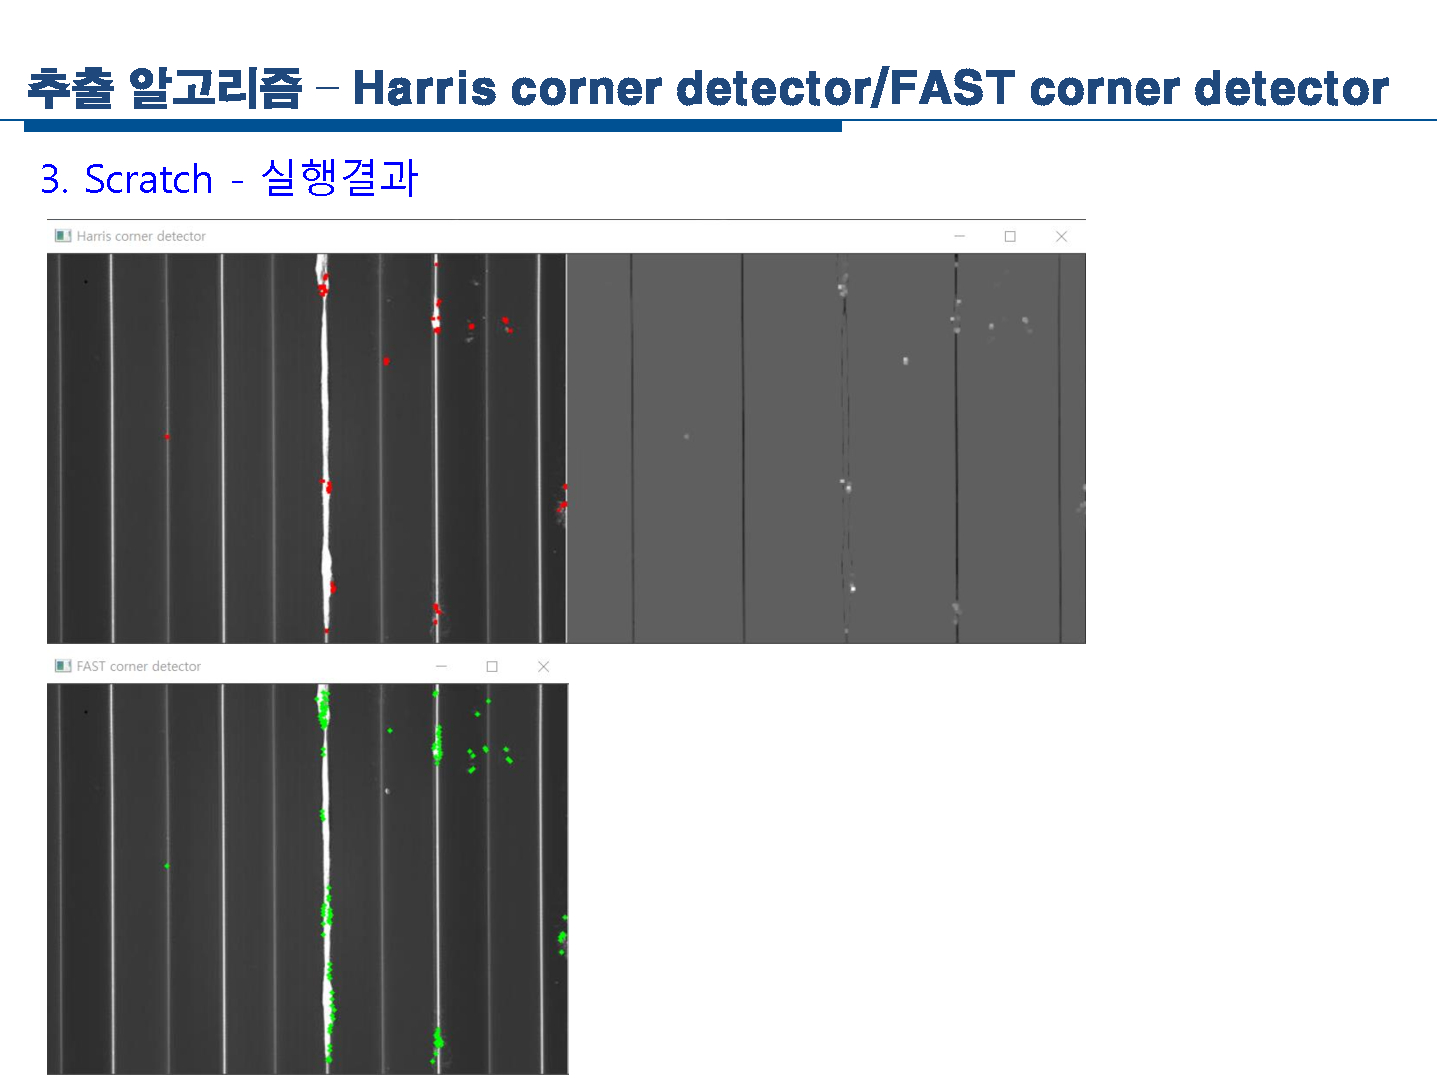 추출 알고리즘 – Harris corner detector/FAST corner detector
3. Scratch - 실행결과
Harris corner detector
FAST corner detector